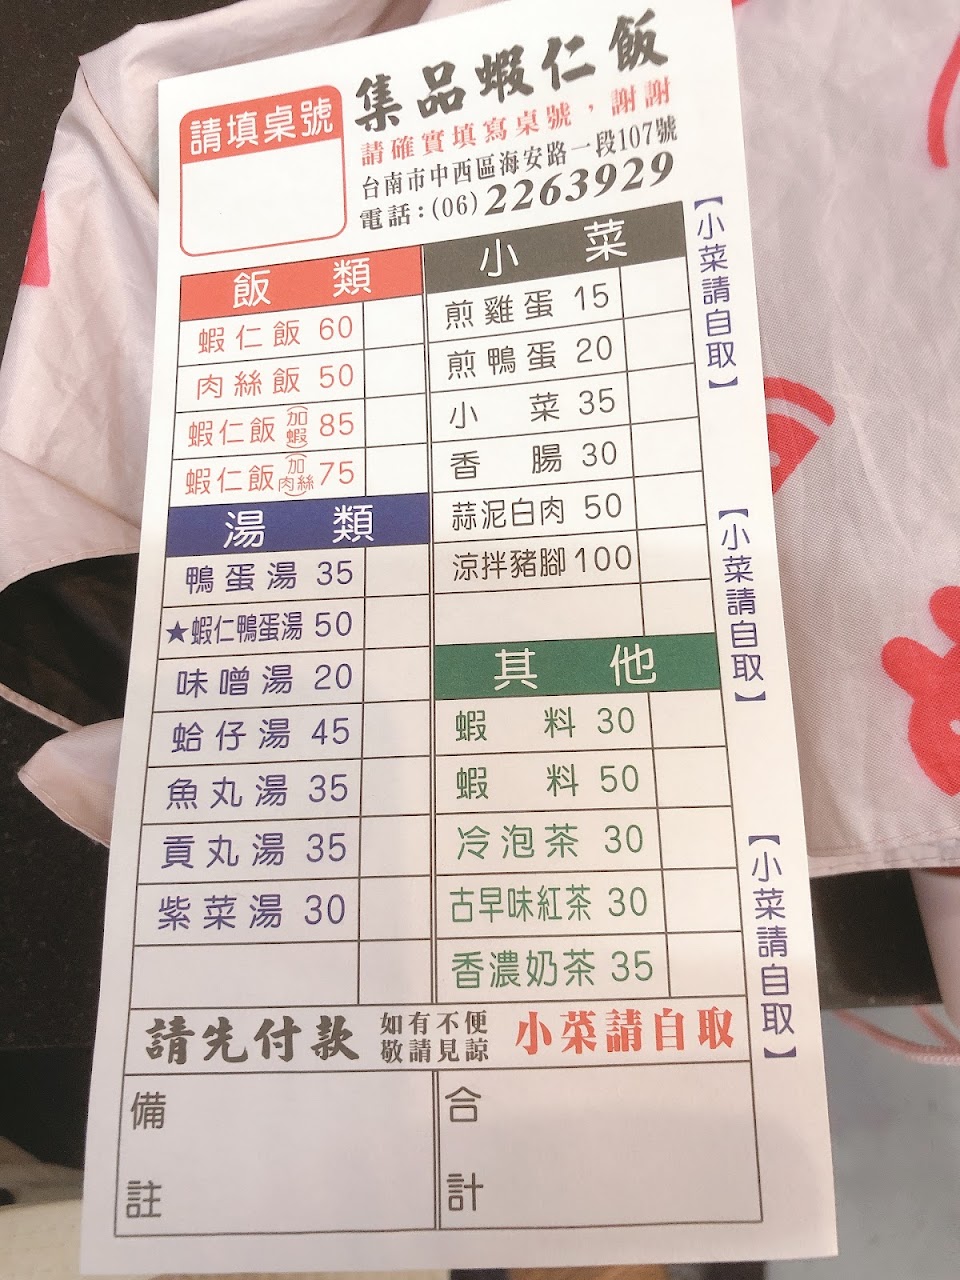 集品蝦仁飯
請填桌號
請確實填寫桌號，謝謝
台南市中西區海安路一段107號
電話：(06)2263929
飯 類
蝦仁飯 60
肉絲飯 50
蝦仁飯(加蝦) 85
蝦仁飯(加肉絲) 75
湯 類
鴨蛋湯 35
★蝦仁鴨蛋湯 50
味噌湯 20
蛤仔湯 45
魚丸湯 35
貢丸湯 35
紫菜湯 30
小 菜
煎雞蛋 15
煎鴨蛋 20
小 菜 35
香 腸 30
蒜泥白肉 50
涼拌豬腳 100
其 他
蝦 料 30
蝦 料 50
冷泡茶 30
古早味紅茶 30
香濃奶茶 35
【小菜請自取】
【小菜請自取】
【小菜請自取】
請先付款 如有不便 敬請見諒 小菜請自取
備註
合計